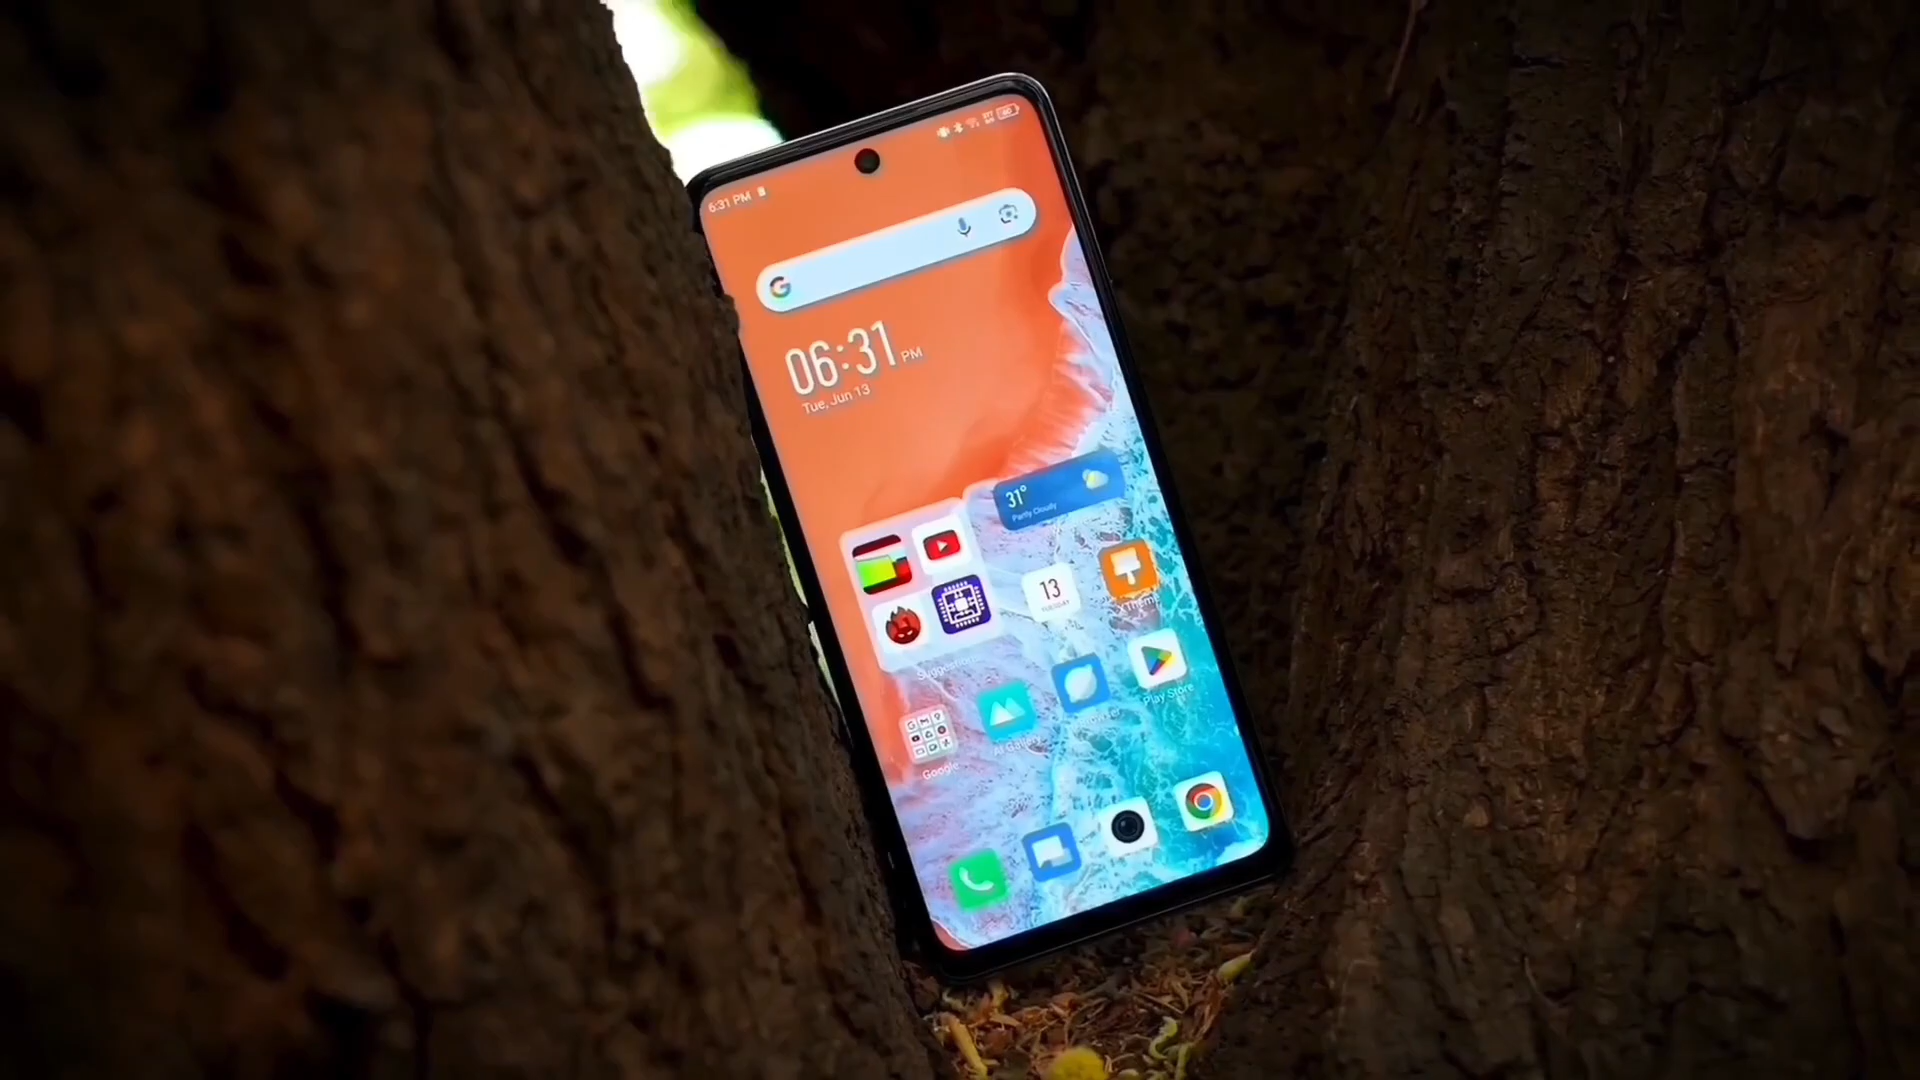 6:31 PM
06:31 PM
Tue, Jun 13
31°
Partly Cloudy
13
TUESDAY
XTheme
Suggestions
Play Store
AI Gallery
Google